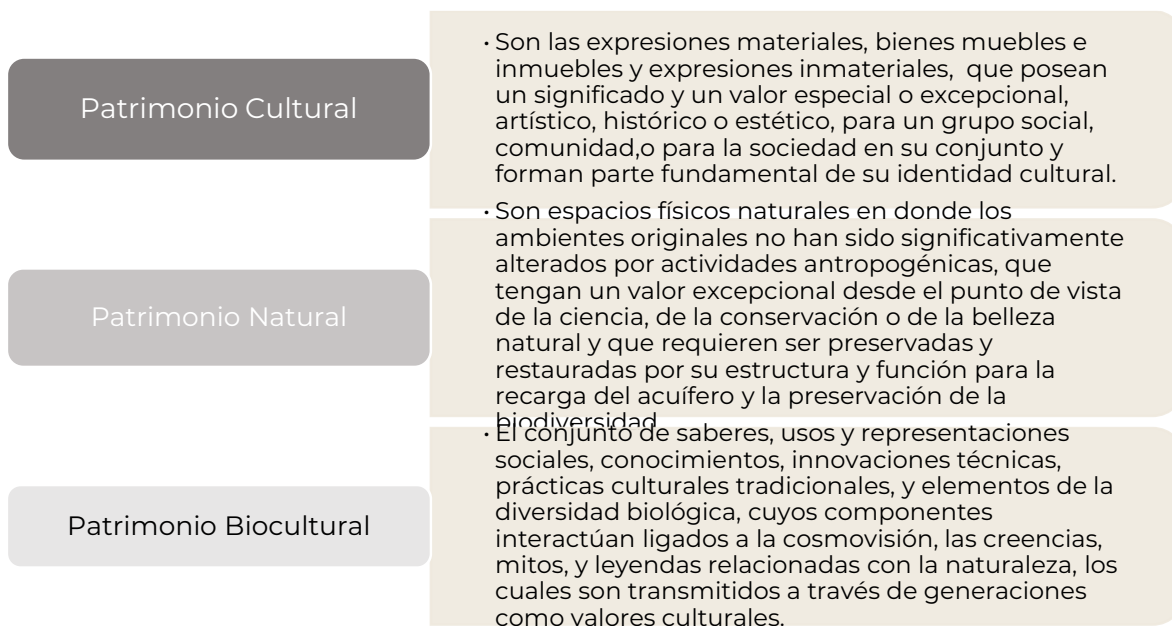 Patrimonio Cultural
· Son las expresiones materiales, bienes muebles e
inmuebles y expresiones inmateriales, que posean
un significado y un valor especial o excepcional,
artístico, histórico o estético, para un grupo social,
comunidad,o para la sociedad en su conjunto y
forman parte fundamental de su identidad cultural.
Patrimonio Natural
· Son espacios físicos naturales en donde los
ambientes originales no han sido significativamente
alterados por actividades antropogénicas, que
tengan un valor excepcional desde el punto de vista
de la ciencia, de la conservación o de la belleza
natural y que requieren ser preservadas y
restauradas por su estructura y función para la
recarga del acuífero y la preservación de la
biodiversidad
Patrimonio Biocultural
· El conjunto de saberes, usos y representaciones
sociales, conocimientos, innovaciones técnicas,
prácticas culturales tradicionales, y elementos de la
diversidad biológica, cuyos componentes
interactúan ligados a la cosmovisión, las creencias,
mitos, y leyendas relacionadas con la naturaleza, los
cuales son transmitidos a través de generaciones
como valores culturales.